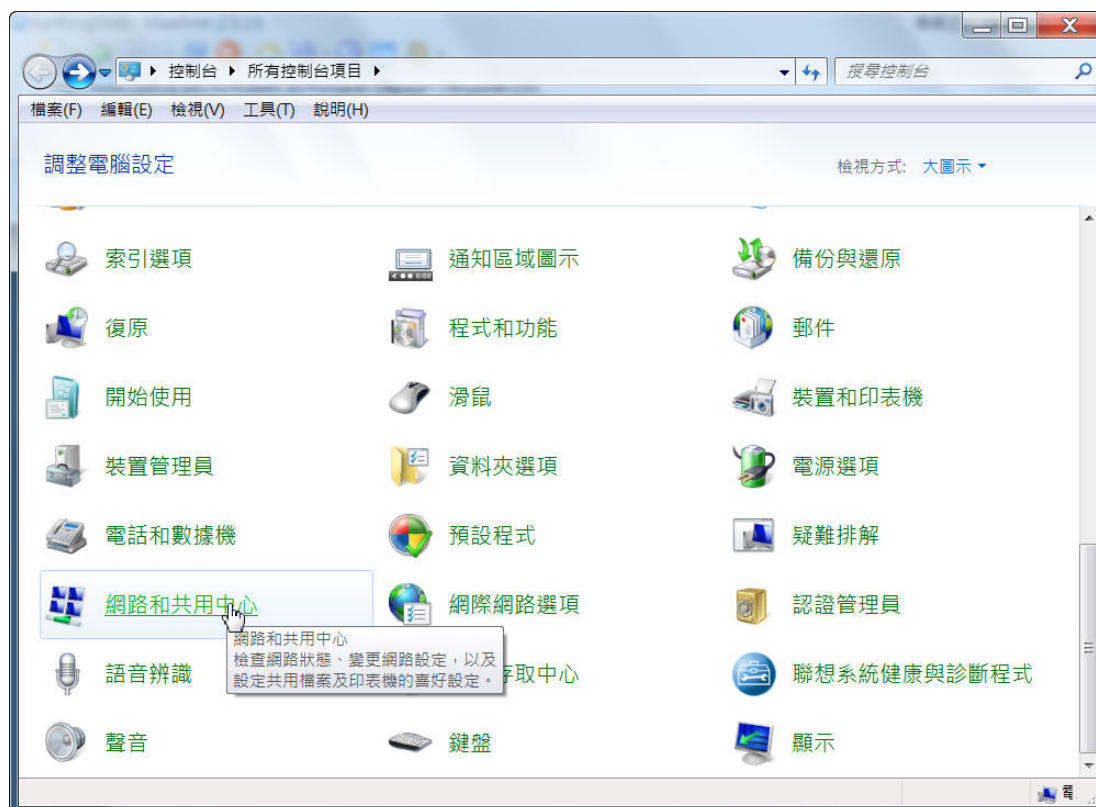 控制台 ▶ 所有控制台項目 ▶
搜尋控制台
檔案(F) 編輯(E) 檢視(V) 工具(T) 說明(H)
調整電腦設定
檢視方式: 大圖示
索引選項 通知區域圖示 備份與還原
復原 程式和功能 郵件
開始使用 滑鼠 裝置和印表機
裝置管理員 資料夾選項 電源選項
電話和數據機 預設程式 疑難排解
網路和共用中心 網際網路選項 認證管理員
網路和共用中心
檢查網路狀態、變更網路設定，以及
設定共用檔案及印表機的喜好設定。
語音辨識 存取中心 聯想系統健康與診斷程式
聲音 鍵盤 顯示